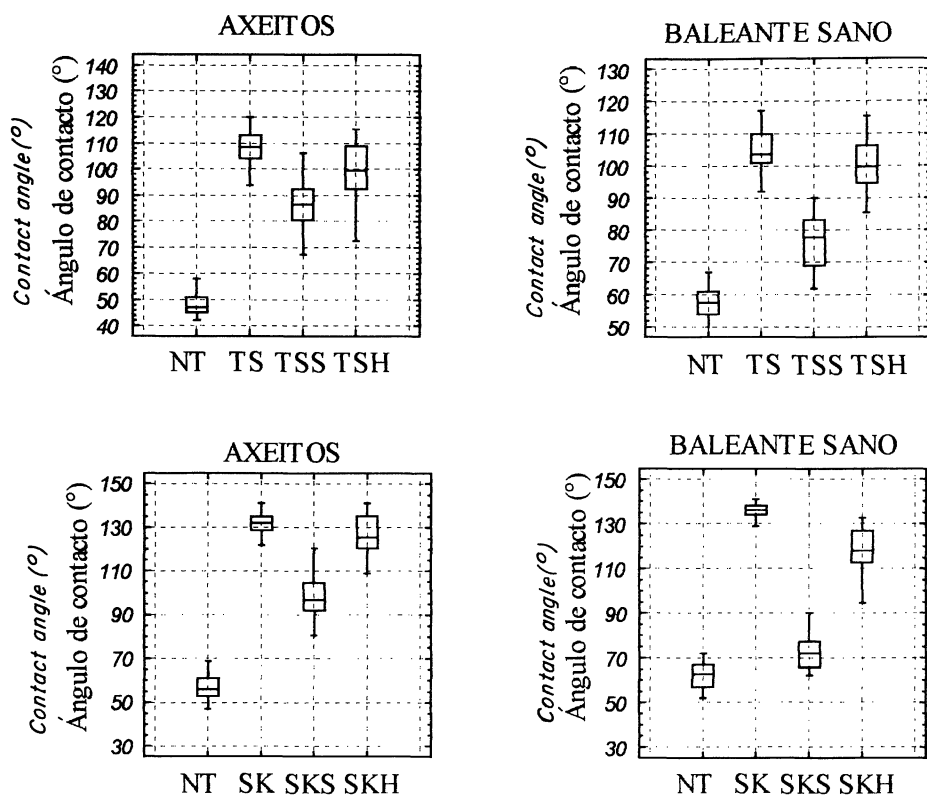 AXEITOS
Contact angle (°)
Ángulo de contacto (°)
140
130
120
110
100
90
80
70
60
50
40
NT TS TSS TSH
BALEANTE SANO
Contact angle (°)
Ángulo de contacto (°)
130
120
110
100
90
80
70
60
50
NT TS TSS TSH
AXEITOS
Contact angle (°)
Ángulo de contacto (°)
150
130
110
90
70
50
30
NT SK SKS SKH
BALEANTE SANO
Contact angle (°)
Ángulo de contacto (°)
150
130
110
90
70
50
30
NT SK SKS SKH